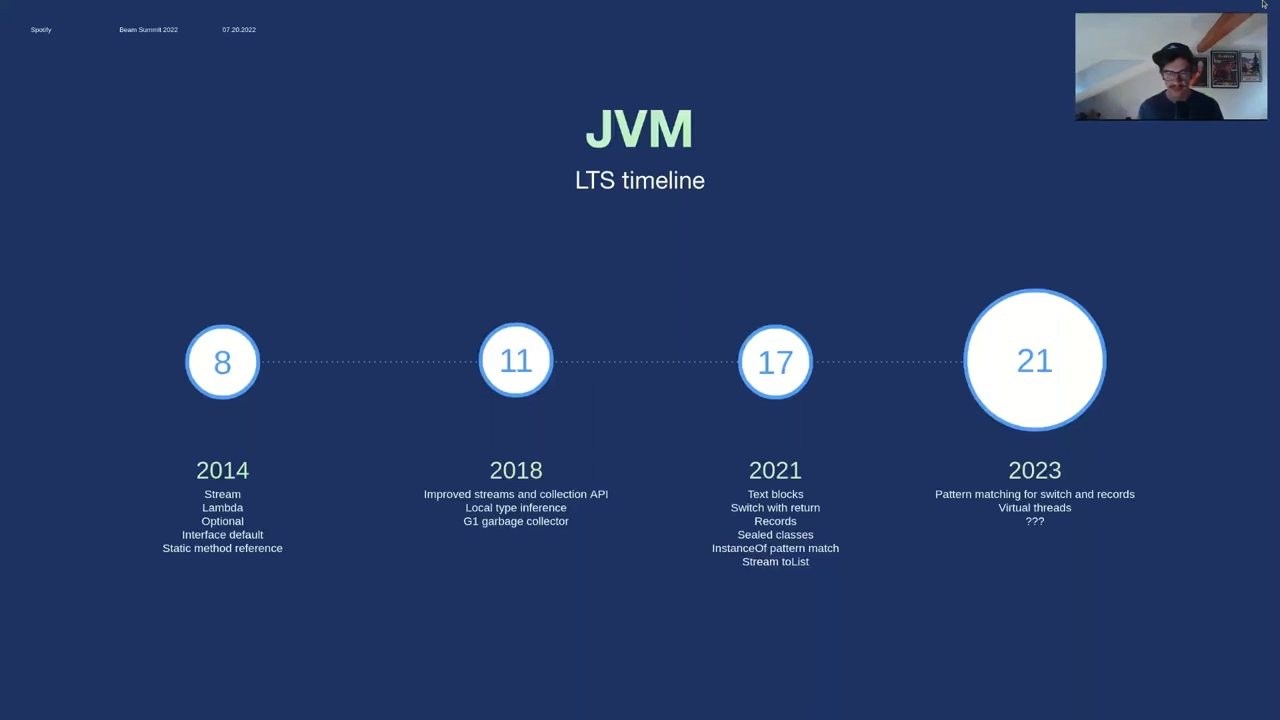 Spotify Beam Summit 2022 07.20.2022
JVM
LTS timeline
8
11
17
21
2014
Stream
Lambda
Optional
Interface default
Static method reference
2018
Improved streams and collection API
Local type inference
G1 garbage collector
2021
Text blocks
Switch with return
Records
Sealed classes
InstanceOf pattern match
Stream toList
2023
Pattern matching for switch and records
Virtual threads
???